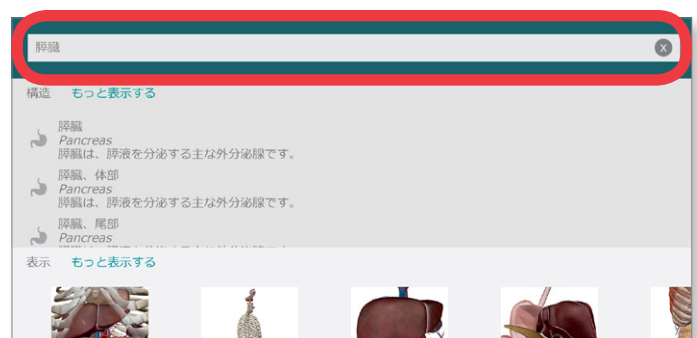 膵臓
X
構造 もっと表示する
膵臓
Pancreas
膵臓は、膵液を分泌する主な外分泌腺です。
膵臓、体部
Pancreas
膵臓は、膵液を分泌する主な外分泌腺です。
膵臓、尾部
Pancreas
表示 もっと表示する